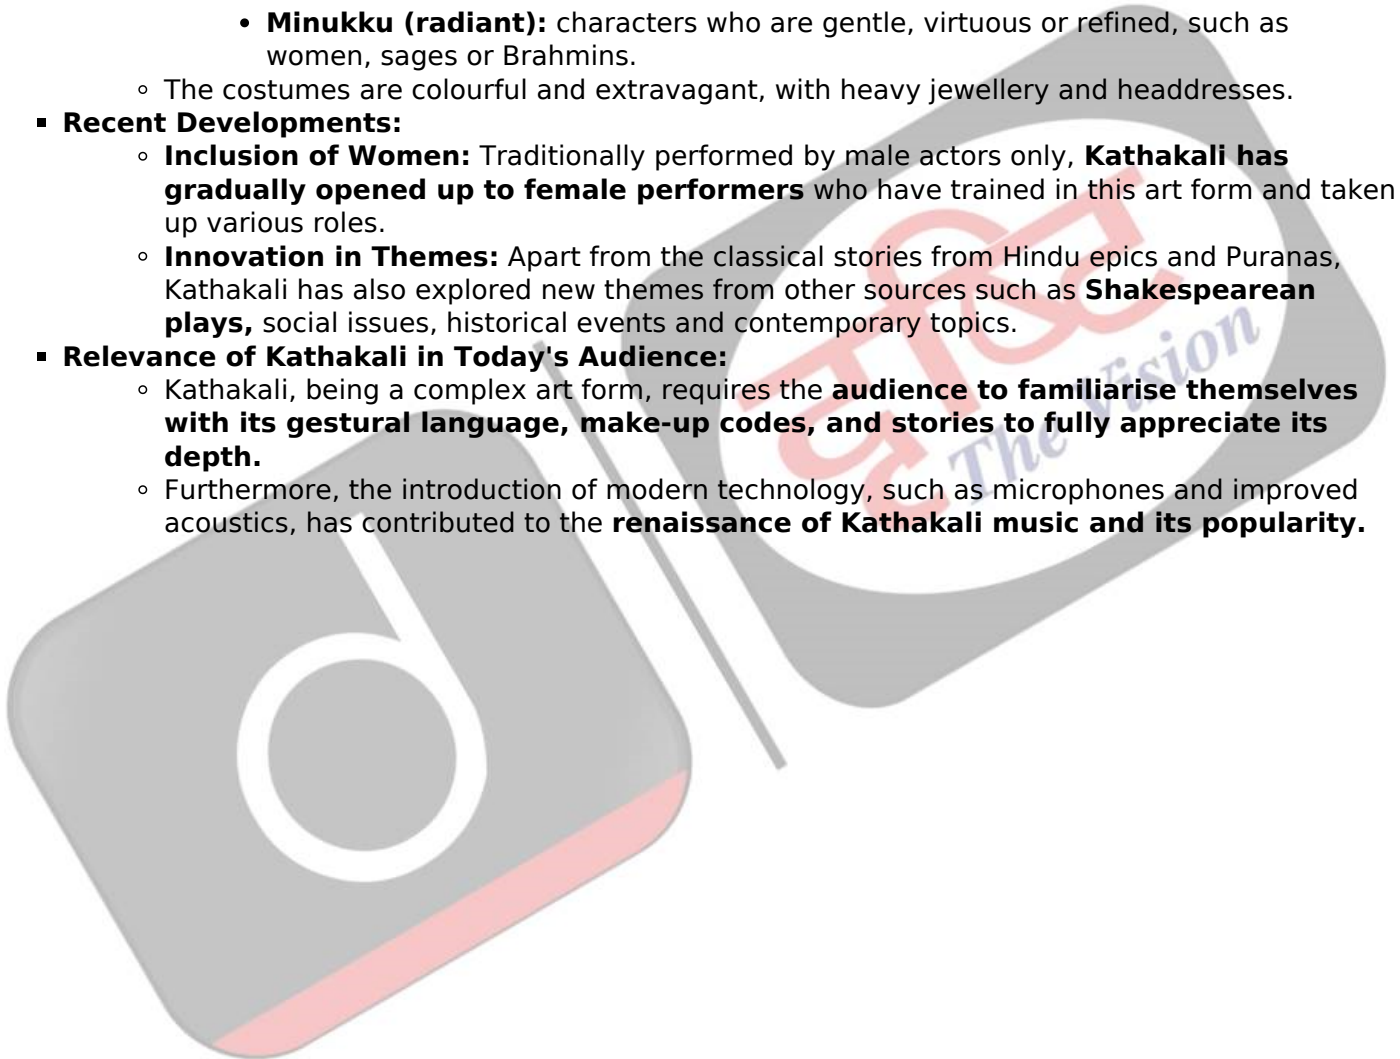 • Minukku (radiant): characters who are gentle, virtuous or refined, such as
women, sages or Brahmins.
◦ The costumes are colourful and extravagant, with heavy jewellery and headdresses.
▪ Recent Developments:
◦ Inclusion of Women: Traditionally performed by male actors only, Kathakali has
gradually opened up to female performers who have trained in this art form and taken
up various roles.
◦ Innovation in Themes: Apart from the classical stories from Hindu epics and Puranas,
Kathakali has also explored new themes from other sources such as Shakespearean
plays, social issues, historical events and contemporary topics.
▪ Relevance of Kathakali in Today's Audience:
◦ Kathakali, being a complex art form, requires the audience to familiarise themselves
with its gestural language, make-up codes, and stories to fully appreciate its
depth.
◦ Furthermore, the introduction of modern technology, such as microphones and improved
acoustics, has contributed to the renaissance of Kathakali music and its popularity.
d
दृष्टि
The Vision